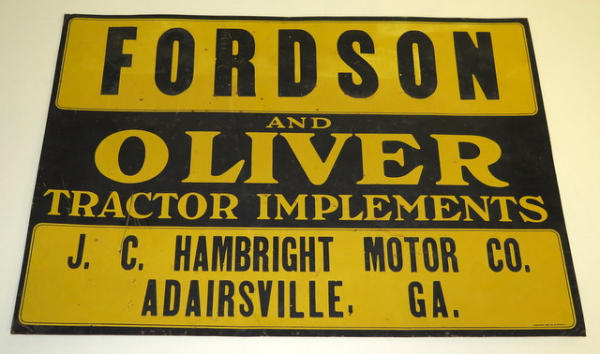 FORDSON
AND
OLIVER
TRACTOR IMPLEMENTS
J. C. HAMBRIGHT MOTOR CO.
ADAIRSVILLE, GA.